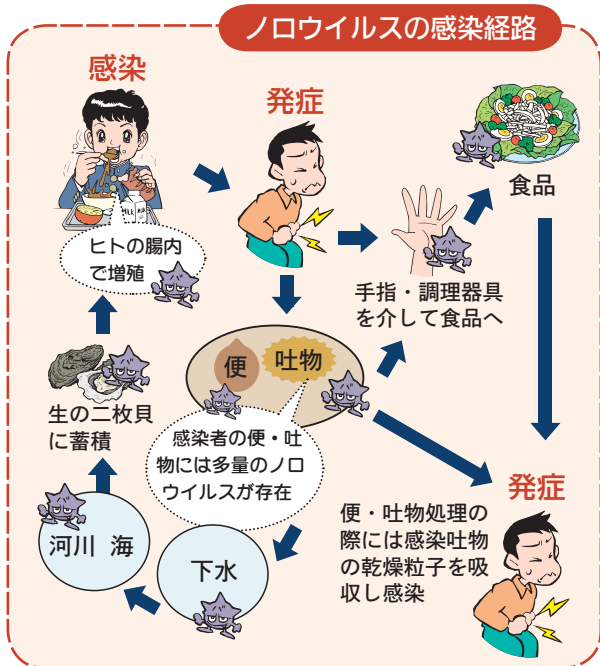 ノロウイルスの感染経路
感染
発症
ヒトの腸内
で増殖
食品
手指・調理器具
を介して食品へ
便
吐物
生の二枚貝
に蓄積
感染者の便・吐
物には多量のノロ
ウイルスが存在
河川 海
下水
発症
便・吐物処理の
際には感染吐物
の乾燥粒子を吸
収し感染